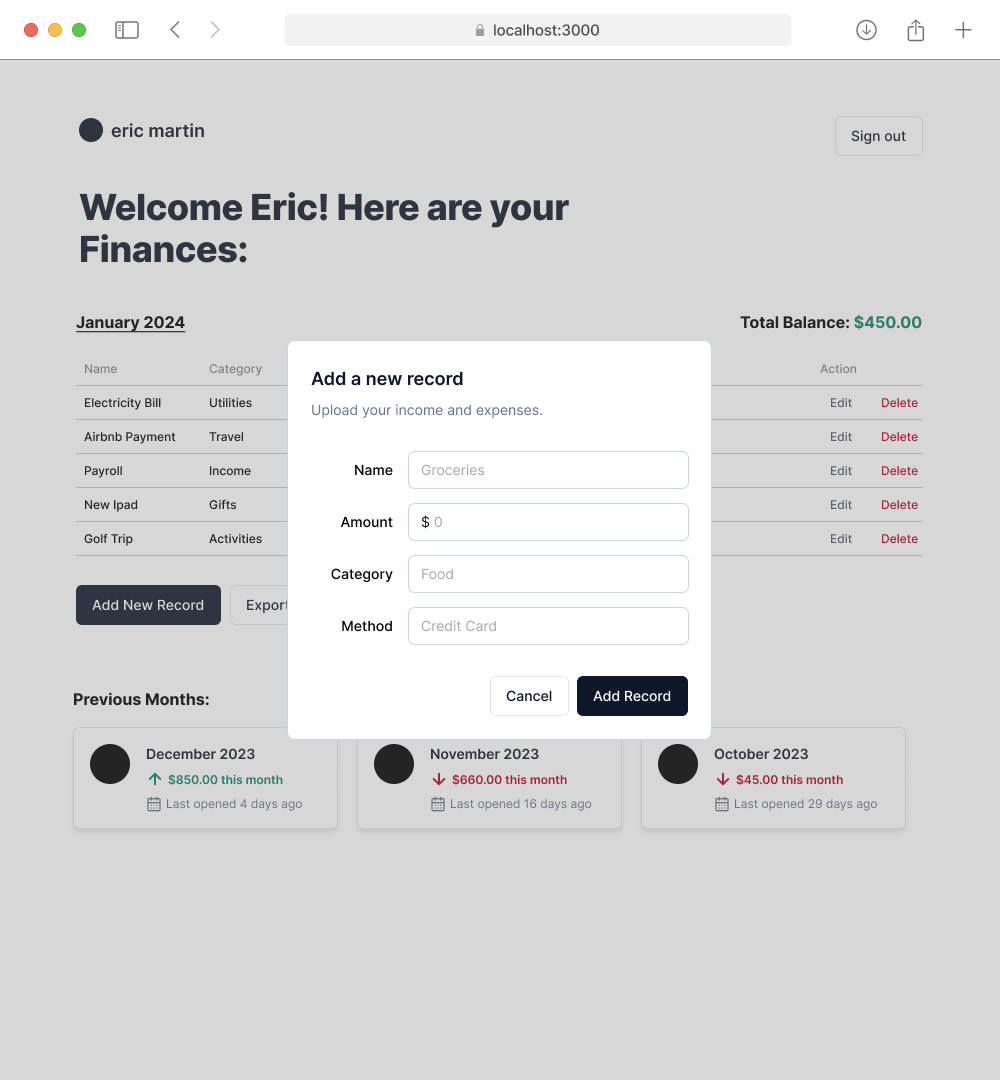 localhost:3000
eric martin
Sign out
Welcome Eric! Here are your
Finances:
January 2024
Total Balance: $450.00
Name Category Action
Electricity Bill Utilities Edit Delete
Airbnb Payment Travel Edit Delete
Payroll Income Edit Delete
New Ipad Gifts Edit Delete
Golf Trip Activities Edit Delete
Add New Record Export
Add a new record
Upload your income and expenses.
Name Groceries
Amount $ 0
Category Food
Method Credit Card
Cancel Add Record
Previous Months:
December 2023
$850.00 this month
Last opened 4 days ago
November 2023
$660.00 this month
Last opened 16 days ago
October 2023
$45.00 this month
Last opened 29 days ago